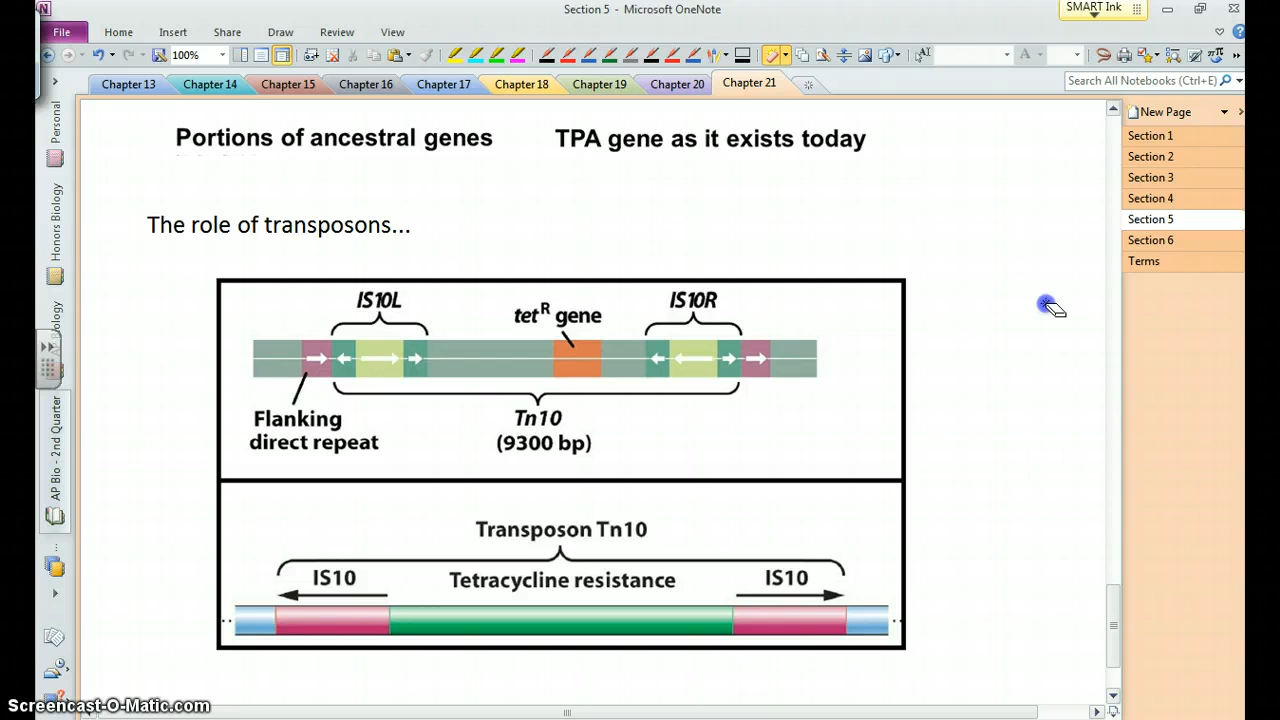 Section 5 - Microsoft OneNote
SMART Ink
File Home Insert Share Draw Review View
100%
Chapter 13 Chapter 14 Chapter 15 Chapter 16 Chapter 17 Chapter 18 Chapter 19 Chapter 20 Chapter 21
Search All Notebooks (Ctrl+E)
Personal
Honors Biology
AP Bio - 2nd Quarter
New Page
Section 1
Section 2
Section 3
Section 4
Section 5
Section 6
Terms
Portions of ancestral genes
TPA gene as it exists today
The role of transposons...
IS10L
tetR gene
IS10R
Flanking
direct repeat
Tn10
(9300 bp)
Transposon Tn10
IS10
Tetracycline resistance
IS10
Screencast-O-Matic.com